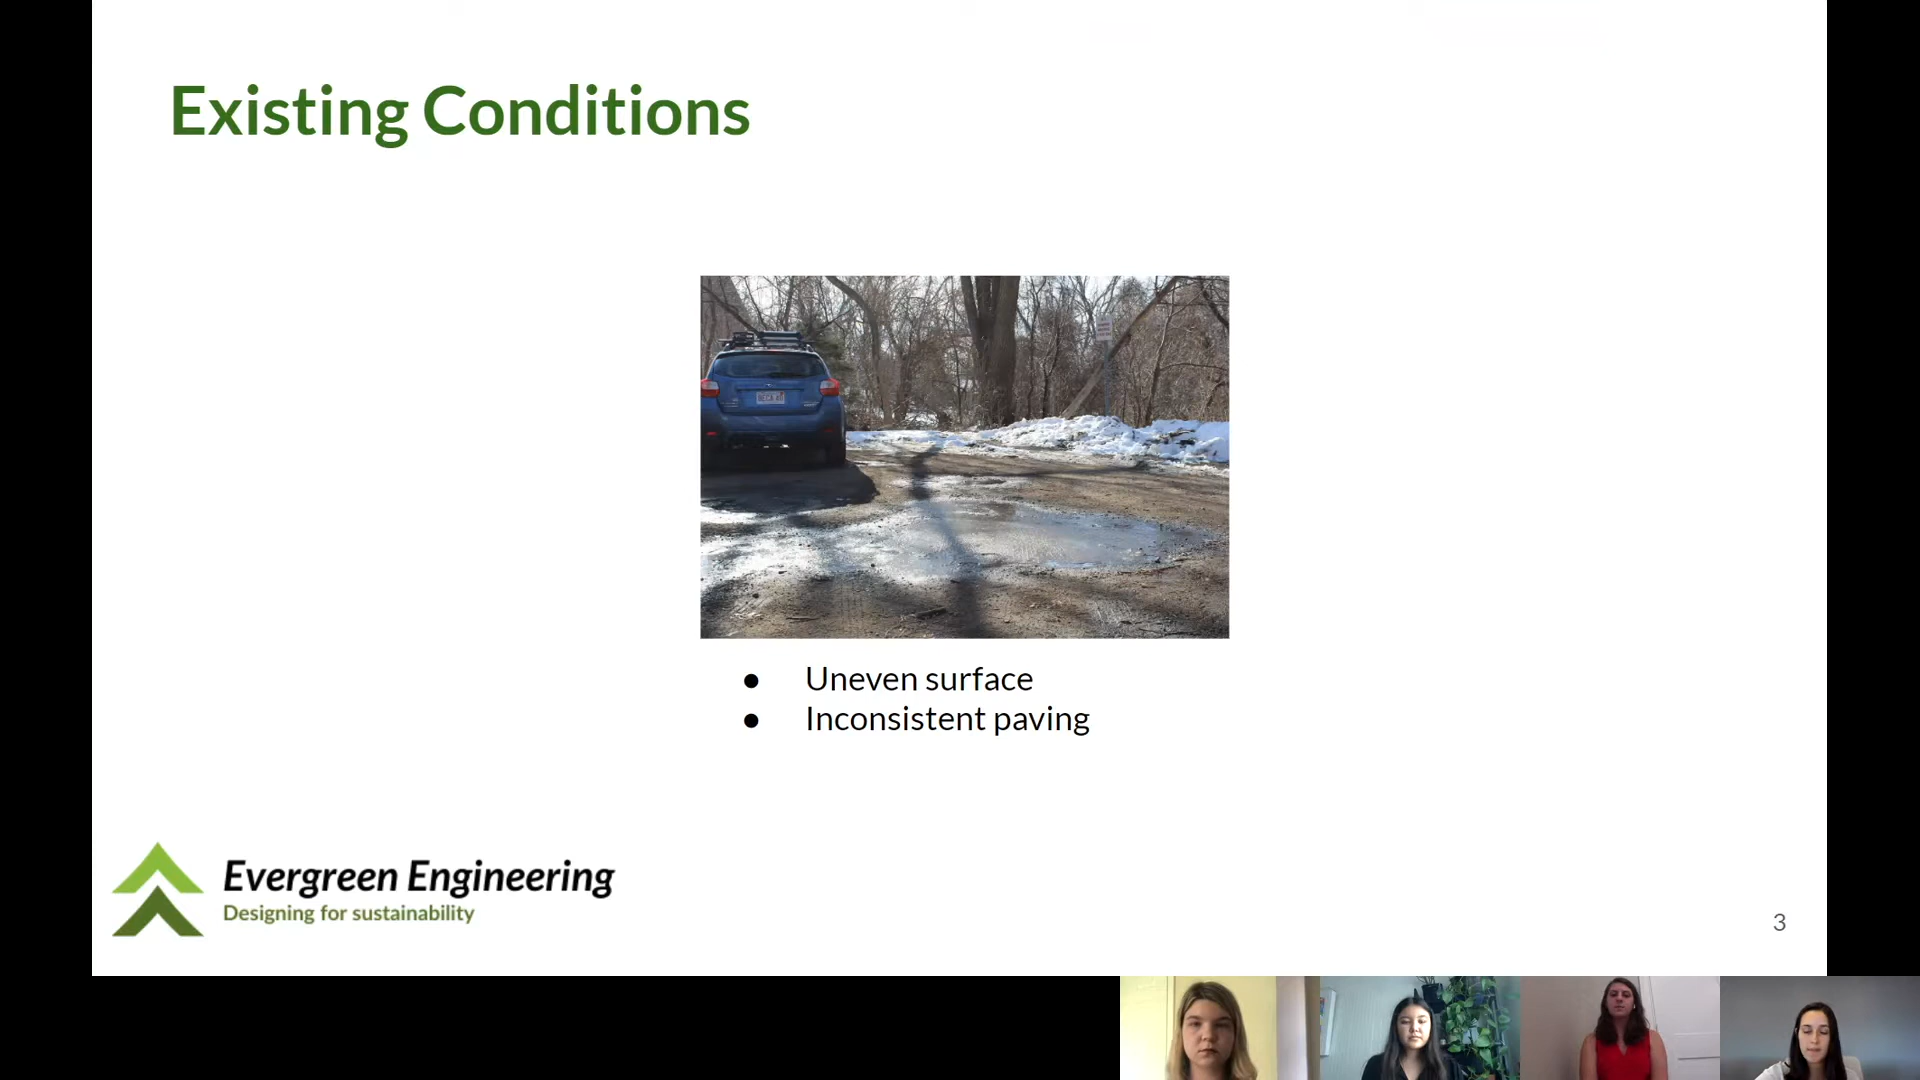 Existing Conditions
● Uneven surface
● Inconsistent paving
Evergreen Engineering
Designing for sustainability
3